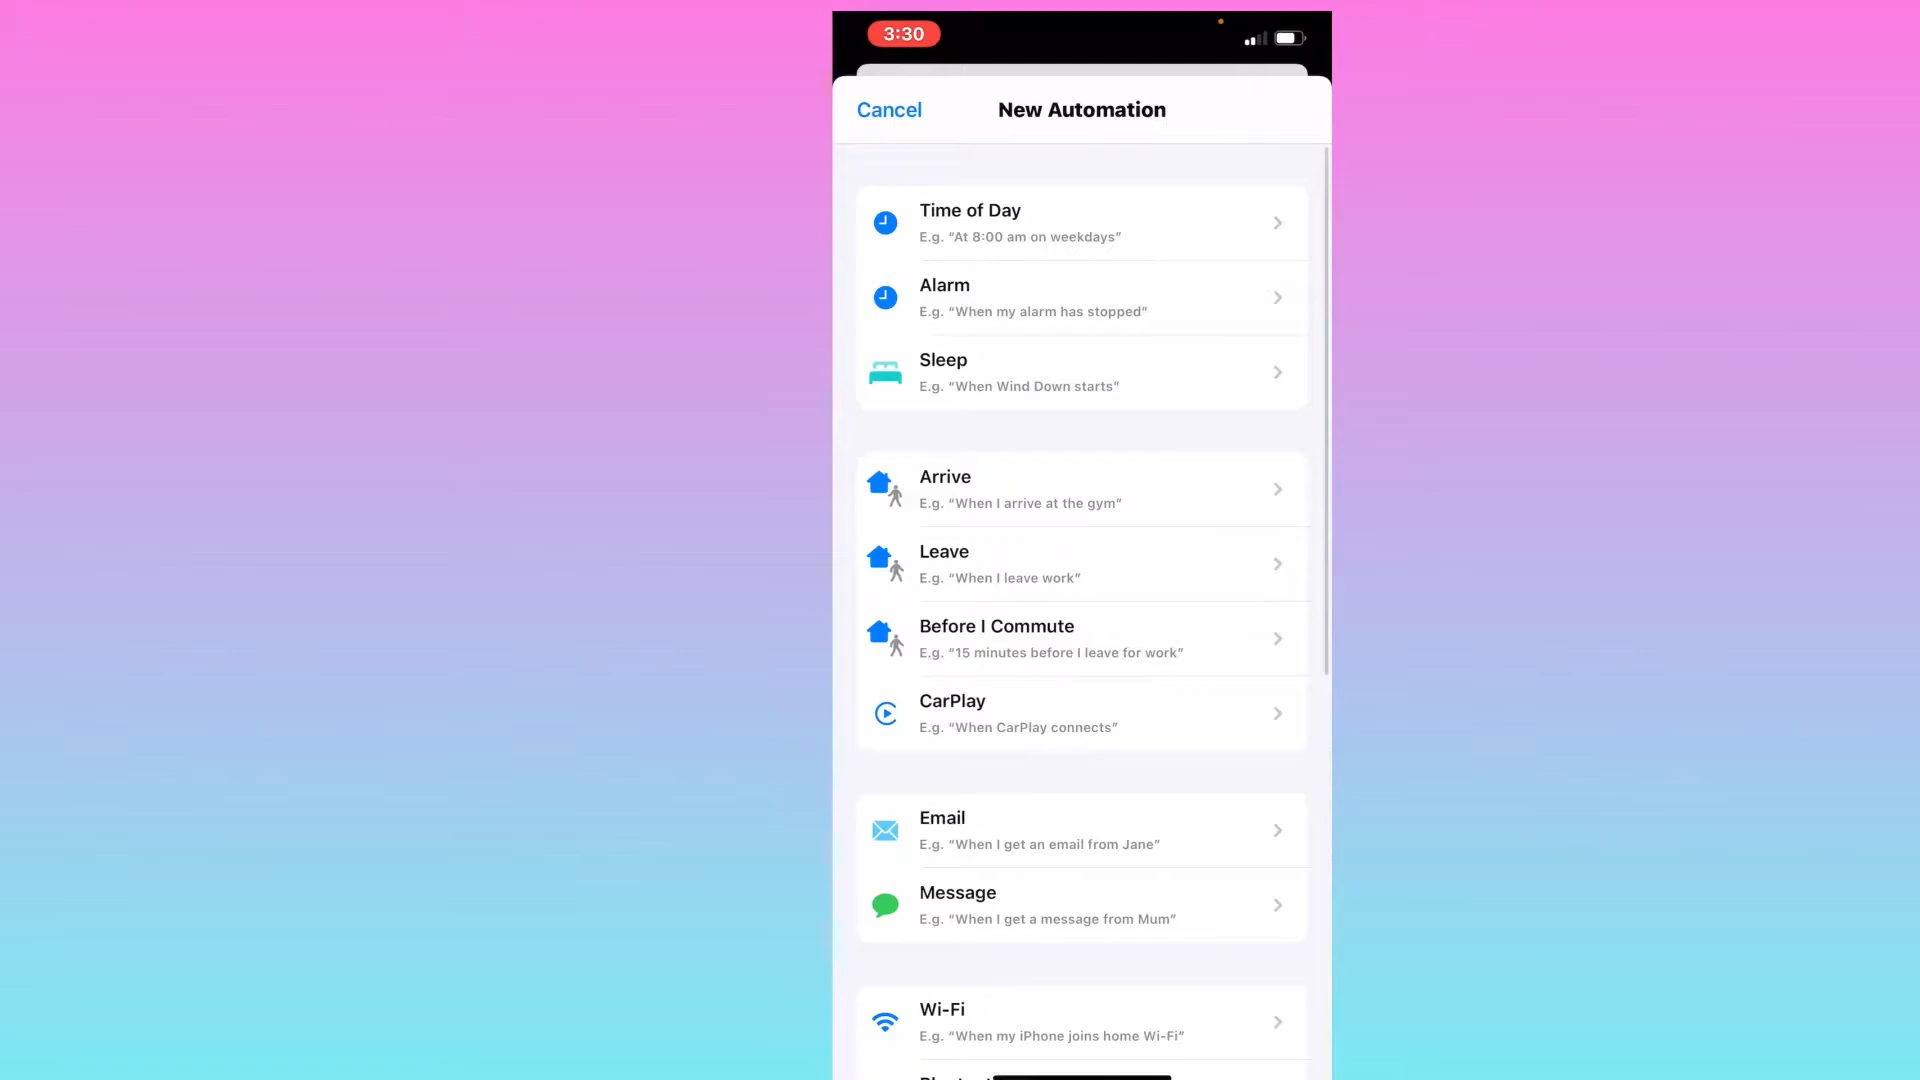 3:30
Cancel
New Automation
Time of Day
E.g. “At 8:00 am on weekdays”
Alarm
E.g. “When my alarm has stopped”
Sleep
E.g. “When Wind Down starts”
Arrive
E.g. “When I arrive at the gym”
Leave
E.g. “When I leave work”
Before I Commute
E.g. “15 minutes before I leave for work”
CarPlay
E.g. “When CarPlay connects”
Email
E.g. “When I get an email from Jane”
Message
E.g. “When I get a message from Mum”
Wi-Fi
E.g. “When my iPhone joins home Wi-Fi”